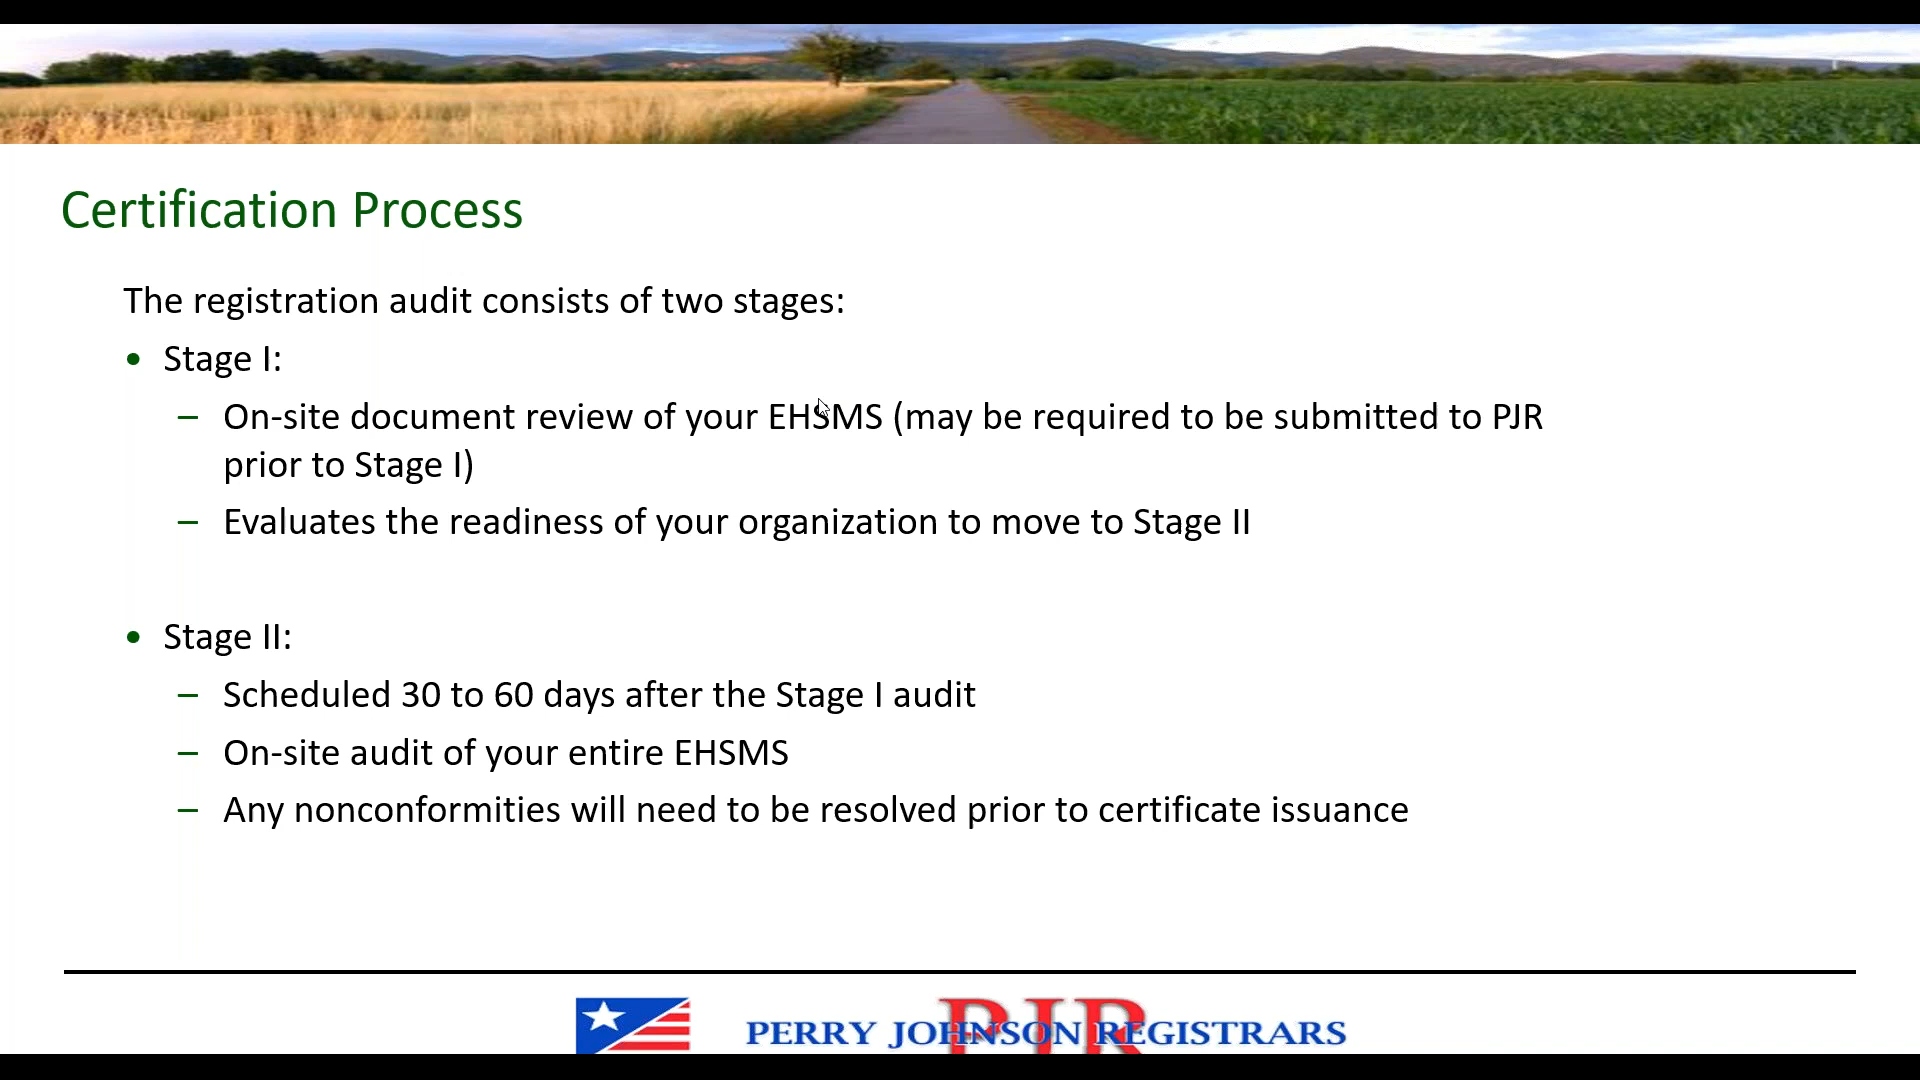 Certification Process
The registration audit consists of two stages:
• Stage I:
– On-site document review of your EHSMS (may be required to be submitted to PJR
prior to Stage I)
– Evaluates the readiness of your organization to move to Stage II
• Stage II:
– Scheduled 30 to 60 days after the Stage I audit
– On-site audit of your entire EHSMS
– Any nonconformities will need to be resolved prior to certificate issuance
PJR
PERRY JOHNSON REGISTRARS